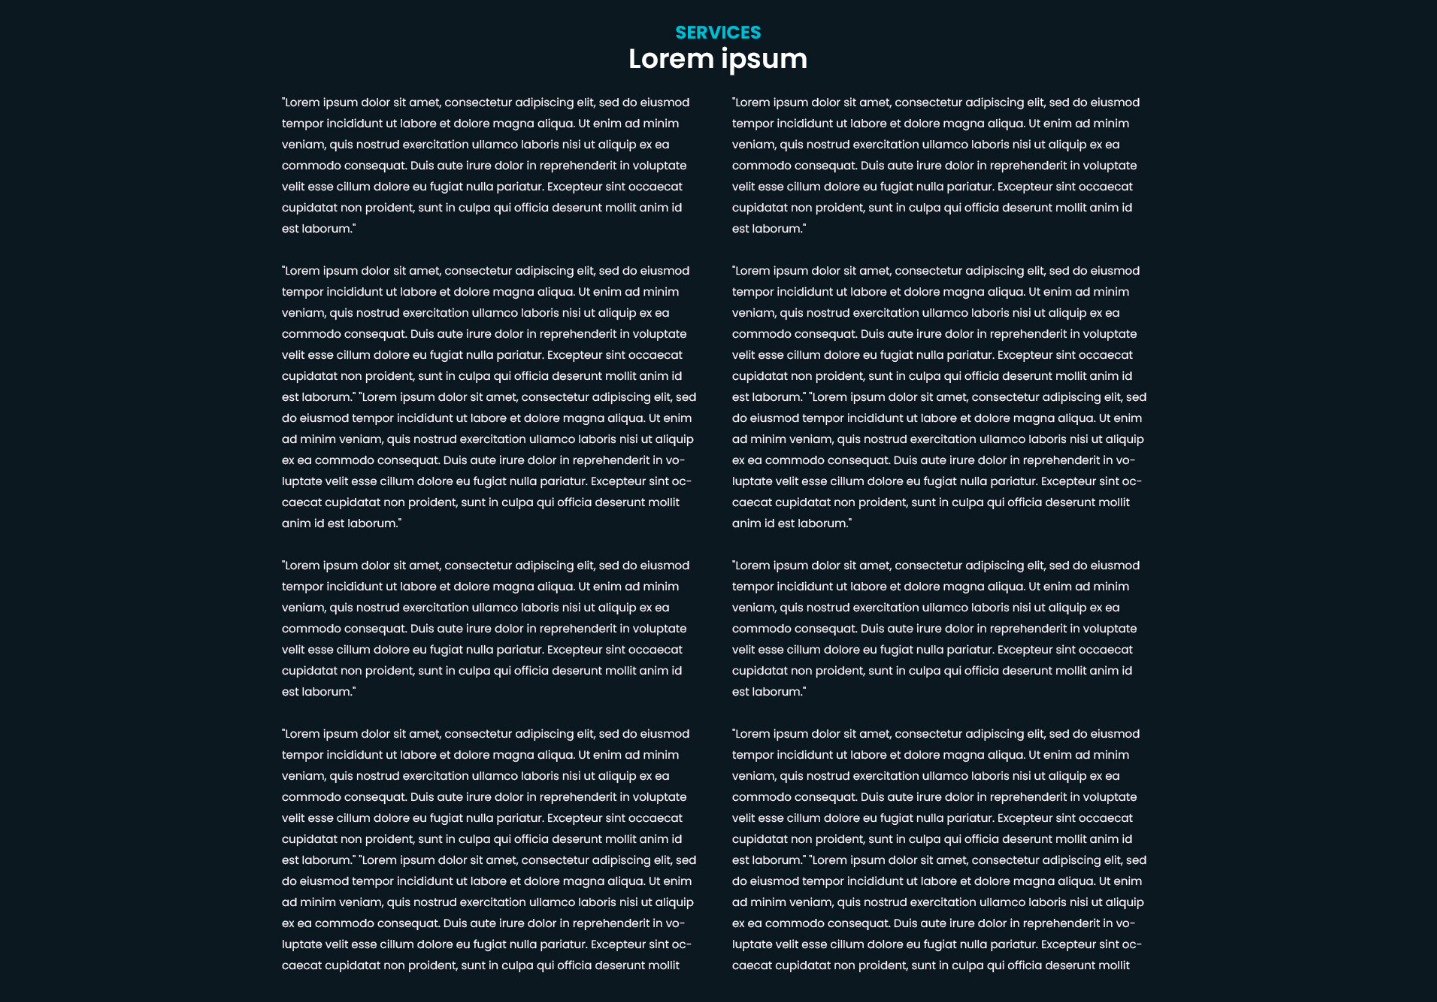 SERVICES
Lorem ipsum
"Lorem ipsum dolor sit amet, consectetur adipiscing elit, sed do eiusmod
tempor incididunt ut labore et dolore magna aliqua. Ut enim ad minim
veniam, quis nostrud exercitation ullamco laboris nisi ut aliquip ex ea
commodo consequat. Duis aute irure dolor in reprehenderit in voluptate
velit esse cillum dolore eu fugiat nulla pariatur. Excepteur sint occaecat
cupidatat non proident, sunt in culpa qui officia deserunt mollit anim id
est laborum."
"Lorem ipsum dolor sit amet, consectetur adipiscing elit, sed do eiusmod
tempor incididunt ut labore et dolore magna aliqua. Ut enim ad minim
veniam, quis nostrud exercitation ullamco laboris nisi ut aliquip ex ea
commodo consequat. Duis aute irure dolor in reprehenderit in voluptate
velit esse cillum dolore eu fugiat nulla pariatur. Excepteur sint occaecat
cupidatat non proident, sunt in culpa qui officia deserunt mollit anim id
est laborum." "Lorem ipsum dolor sit amet, consectetur adipiscing elit, sed
do eiusmod tempor incididunt ut labore et dolore magna aliqua. Ut enim
ad minim veniam, quis nostrud exercitation ullamco laboris nisi ut aliquip
ex ea commodo consequat. Duis aute irure dolor in reprehenderit in vo-
luptate velit esse cillum dolore eu fugiat nulla pariatur. Excepteur sint oc-
caecat cupidatat non proident, sunt in culpa qui officia deserunt mollit
anim id est laborum."
"Lorem ipsum dolor sit amet, consectetur adipiscing elit, sed do eiusmod
tempor incididunt ut labore et dolore magna aliqua. Ut enim ad minim
veniam, quis nostrud exercitation ullamco laboris nisi ut aliquip ex ea
commodo consequat. Duis aute irure dolor in reprehenderit in voluptate
velit esse cillum dolore eu fugiat nulla pariatur. Excepteur sint occaecat
cupidatat non proident, sunt in culpa qui officia deserunt mollit anim id
est laborum."
"Lorem ipsum dolor sit amet, consectetur adipiscing elit, sed do eiusmod
tempor incididunt ut labore et dolore magna aliqua. Ut enim ad minim
veniam, quis nostrud exercitation ullamco laboris nisi ut aliquip ex ea
commodo consequat. Duis aute irure dolor in reprehenderit in voluptate
velit esse cillum dolore eu fugiat nulla pariatur. Excepteur sint occaecat
cupidatat non proident, sunt in culpa qui officia deserunt mollit anim id
est laborum." "Lorem ipsum dolor sit amet, consectetur adipiscing elit, sed
do eiusmod tempor incididunt ut labore et dolore magna aliqua. Ut enim
ad minim veniam, quis nostrud exercitation ullamco laboris nisi ut aliquip
ex ea commodo consequat. Duis aute irure dolor in reprehenderit in vo-
luptate velit esse cillum dolore eu fugiat nulla pariatur. Excepteur sint oc-
caecat cupidatat non proident, sunt in culpa qui officia deserunt mollit
"Lorem ipsum dolor sit amet, consectetur adipiscing elit, sed do eiusmod
tempor incididunt ut labore et dolore magna aliqua. Ut enim ad minim
veniam, quis nostrud exercitation ullamco laboris nisi ut aliquip ex ea
commodo consequat. Duis aute irure dolor in reprehenderit in voluptate
velit esse cillum dolore eu fugiat nulla pariatur. Excepteur sint occaecat
cupidatat non proident, sunt in culpa qui officia deserunt mollit anim id
est laborum."
"Lorem ipsum dolor sit amet, consectetur adipiscing elit, sed do eiusmod
tempor incididunt ut labore et dolore magna aliqua. Ut enim ad minim
veniam, quis nostrud exercitation ullamco laboris nisi ut aliquip ex ea
commodo consequat. Duis aute irure dolor in reprehenderit in voluptate
velit esse cillum dolore eu fugiat nulla pariatur. Excepteur sint occaecat
cupidatat non proident, sunt in culpa qui officia deserunt mollit anim id
est laborum." "Lorem ipsum dolor sit amet, consectetur adipiscing elit, sed
do eiusmod tempor incididunt ut labore et dolore magna aliqua. Ut enim
ad minim veniam, quis nostrud exercitation ullamco laboris nisi ut aliquip
ex ea commodo consequat. Duis aute irure dolor in reprehenderit in vo-
luptate velit esse cillum dolore eu fugiat nulla pariatur. Excepteur sint oc-
caecat cupidatat non proident, sunt in culpa qui officia deserunt mollit
anim id est laborum."
"Lorem ipsum dolor sit amet, consectetur adipiscing elit, sed do eiusmod
tempor incididunt ut labore et dolore magna aliqua. Ut enim ad minim
veniam, quis nostrud exercitation ullamco laboris nisi ut aliquip ex ea
commodo consequat. Duis aute irure dolor in reprehenderit in voluptate
velit esse cillum dolore eu fugiat nulla pariatur. Excepteur sint occaecat
cupidatat non proident, sunt in culpa qui officia deserunt mollit anim id
est laborum."
"Lorem ipsum dolor sit amet, consectetur adipiscing elit, sed do eiusmod
tempor incididunt ut labore et dolore magna aliqua. Ut enim ad minim
veniam, quis nostrud exercitation ullamco laboris nisi ut aliquip ex ea
commodo consequat. Duis aute irure dolor in reprehenderit in voluptate
velit esse cillum dolore eu fugiat nulla pariatur. Excepteur sint occaecat
cupidatat non proident, sunt in culpa qui officia deserunt mollit anim id
est laborum." "Lorem ipsum dolor sit amet, consectetur adipiscing elit, sed
do eiusmod tempor incididunt ut labore et dolore magna aliqua. Ut enim
ad minim veniam, quis nostrud exercitation ullamco laboris nisi ut aliquip
ex ea commodo consequat. Duis aute irure dolor in reprehenderit in vo-
luptate velit esse cillum dolore eu fugiat nulla pariatur. Excepteur sint oc-
caecat cupidatat non proident, sunt in culpa qui officia deserunt mollit